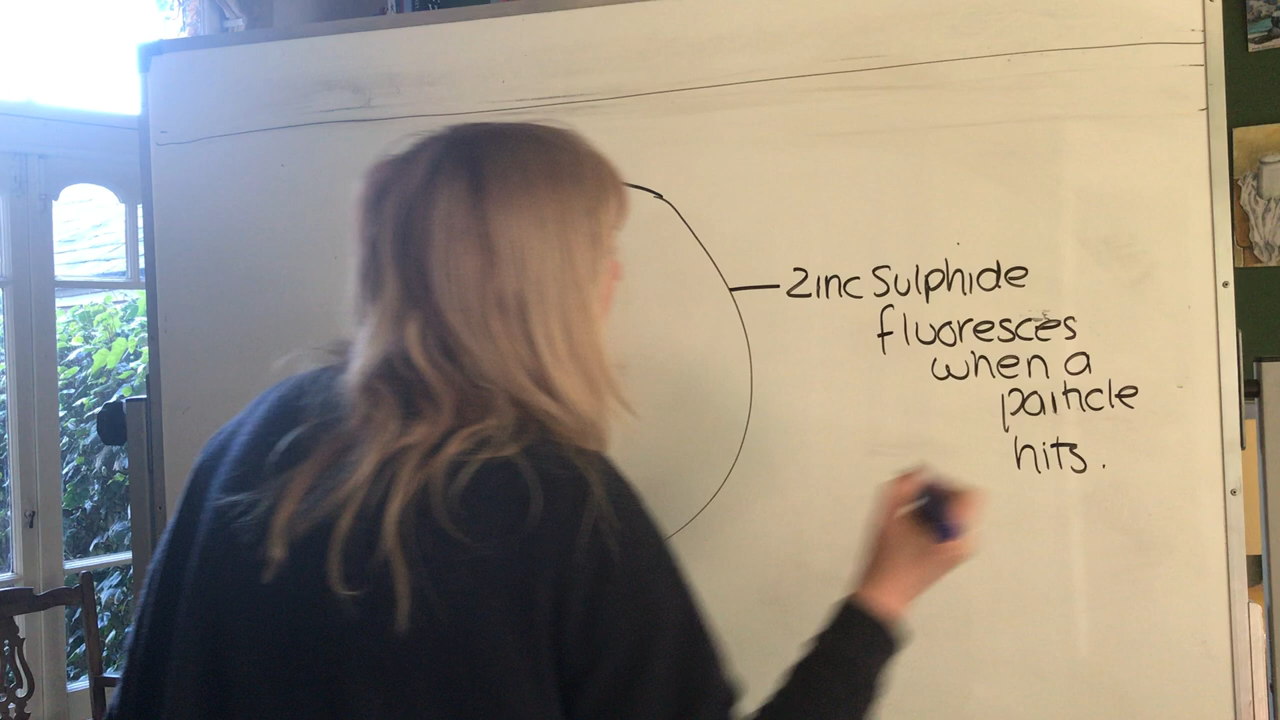 Zinc Sulphide
fluoresces
when a
particle
hits.